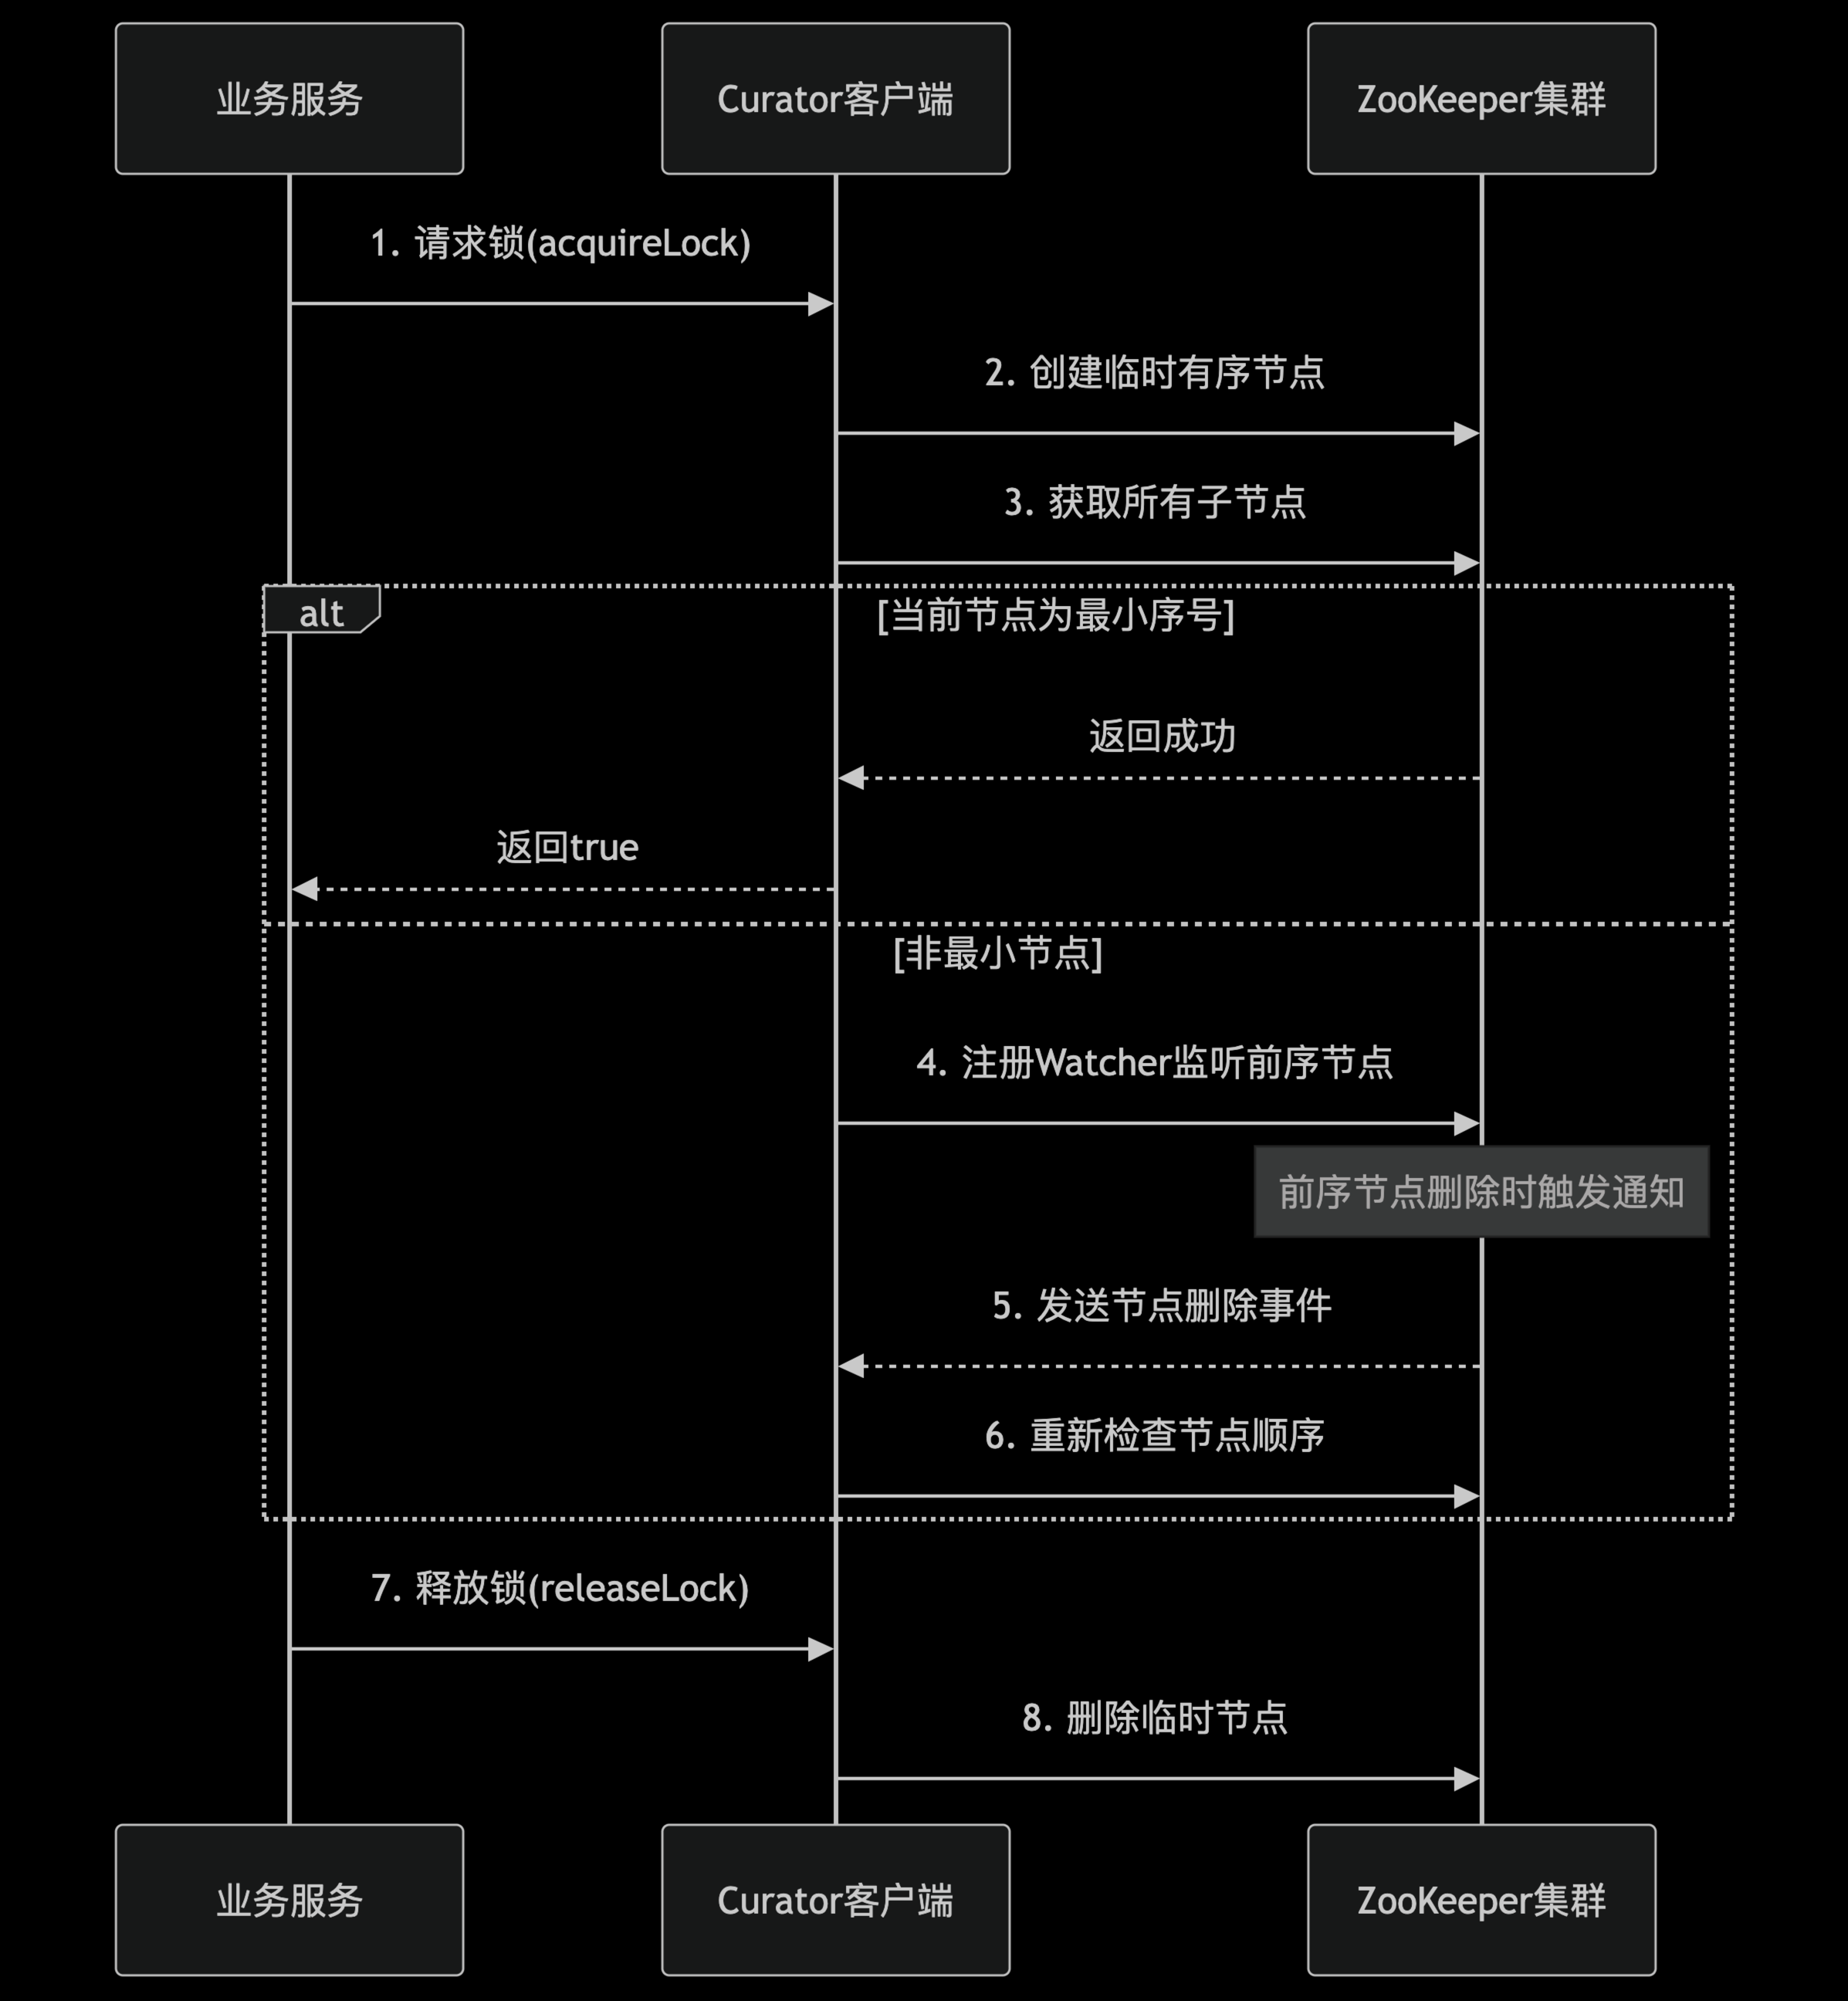 业务服务
Curator客户端
ZooKeeper集群
1. 请求锁(acquireLock)
2. 创建临时有序节点
3. 获取所有子节点
alt
[当前节点为最小序号]
返回成功
返回true
[非最小节点]
4. 注册Watcher监听前序节点
前序节点删除时触发通知
5. 发送节点删除事件
6. 重新检查节点顺序
7. 释放锁(releaseLock)
8. 删除临时节点
业务服务
Curator客户端
ZooKeeper集群